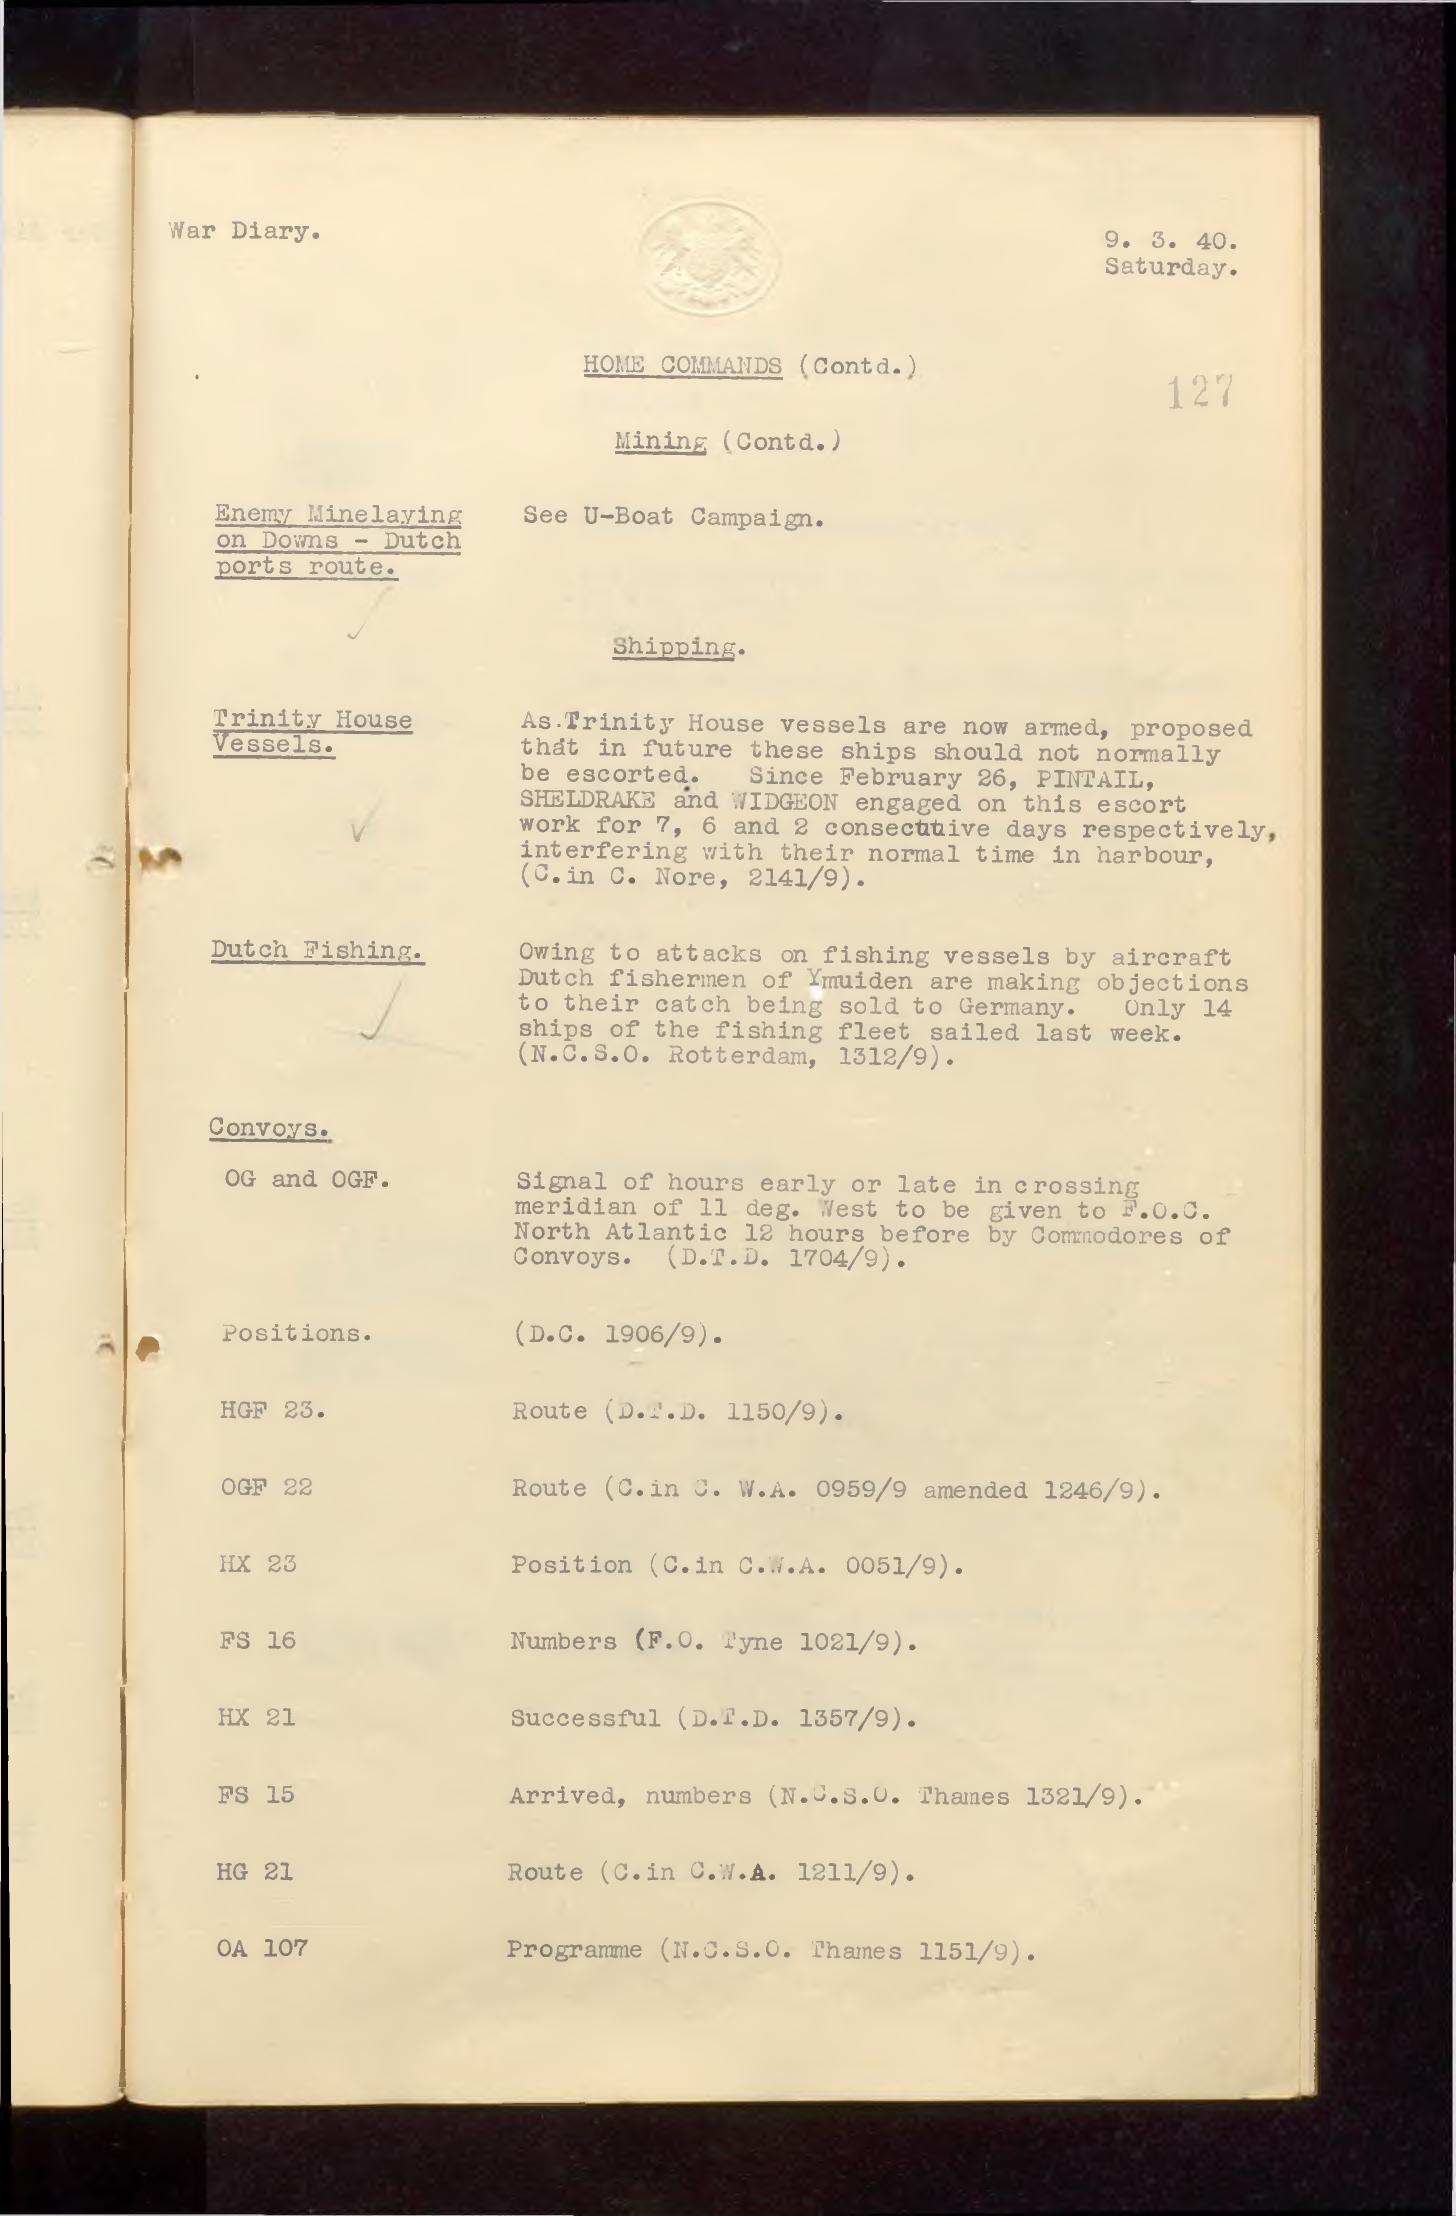 War Diary.
9. 3. 40.
Saturday.
HOME COMMANDS (Contd.)
127
Mining (Contd.)
Enemy Minelaying
on Downs - Dutch
ports route.
See U-Boat Campaign.
Shipping.
Trinity House
Vessels.
As Trinity House vessels are now armed, proposed
that in future these ships should not normally
be escorted. Since February 26, PINTAIL,
SHELDRAKE and WIDGEON engaged on this escort
work for 7, 6 and 2 consecutive days respectively,
interfering with their normal time in harbour,
(C.in C. Nore, 2141/9).
Dutch Fishing.
Owing to attacks on fishing vessels by aircraft
Dutch fishermen of Ymuiden are making objections
to their catch being sold to Germany. Only 14
ships of the fishing fleet sailed last week.
(N.C.S.O. Rotterdam, 1312/9).
Convoys.
OG and OGF.
Signal of hours early or late in crossing
meridian of 11 deg. West to be given to F.O.C.
North Atlantic 12 hours before by Commodores of
Convoys. (D.T.D. 1704/9).
Positions. (D.C. 1906/9).
HGF 23. Route (D.T.D. 1150/9).
OGF 22 Route (C.in C. W.A. 0959/9 amended 1246/9).
HX 23 Position (C.in C.W.A. 0051/9).
FS 16 Numbers (F.O. Tyne 1021/9).
HX 21 Successful (D.T.D. 1357/9).
FS 15 Arrived, numbers (N.C.S.O. Thames 1321/9).
HG 21 Route (C.in C.W.A. 1211/9).
OA 107 Programme (N.C.S.O. Thames 1151/9).